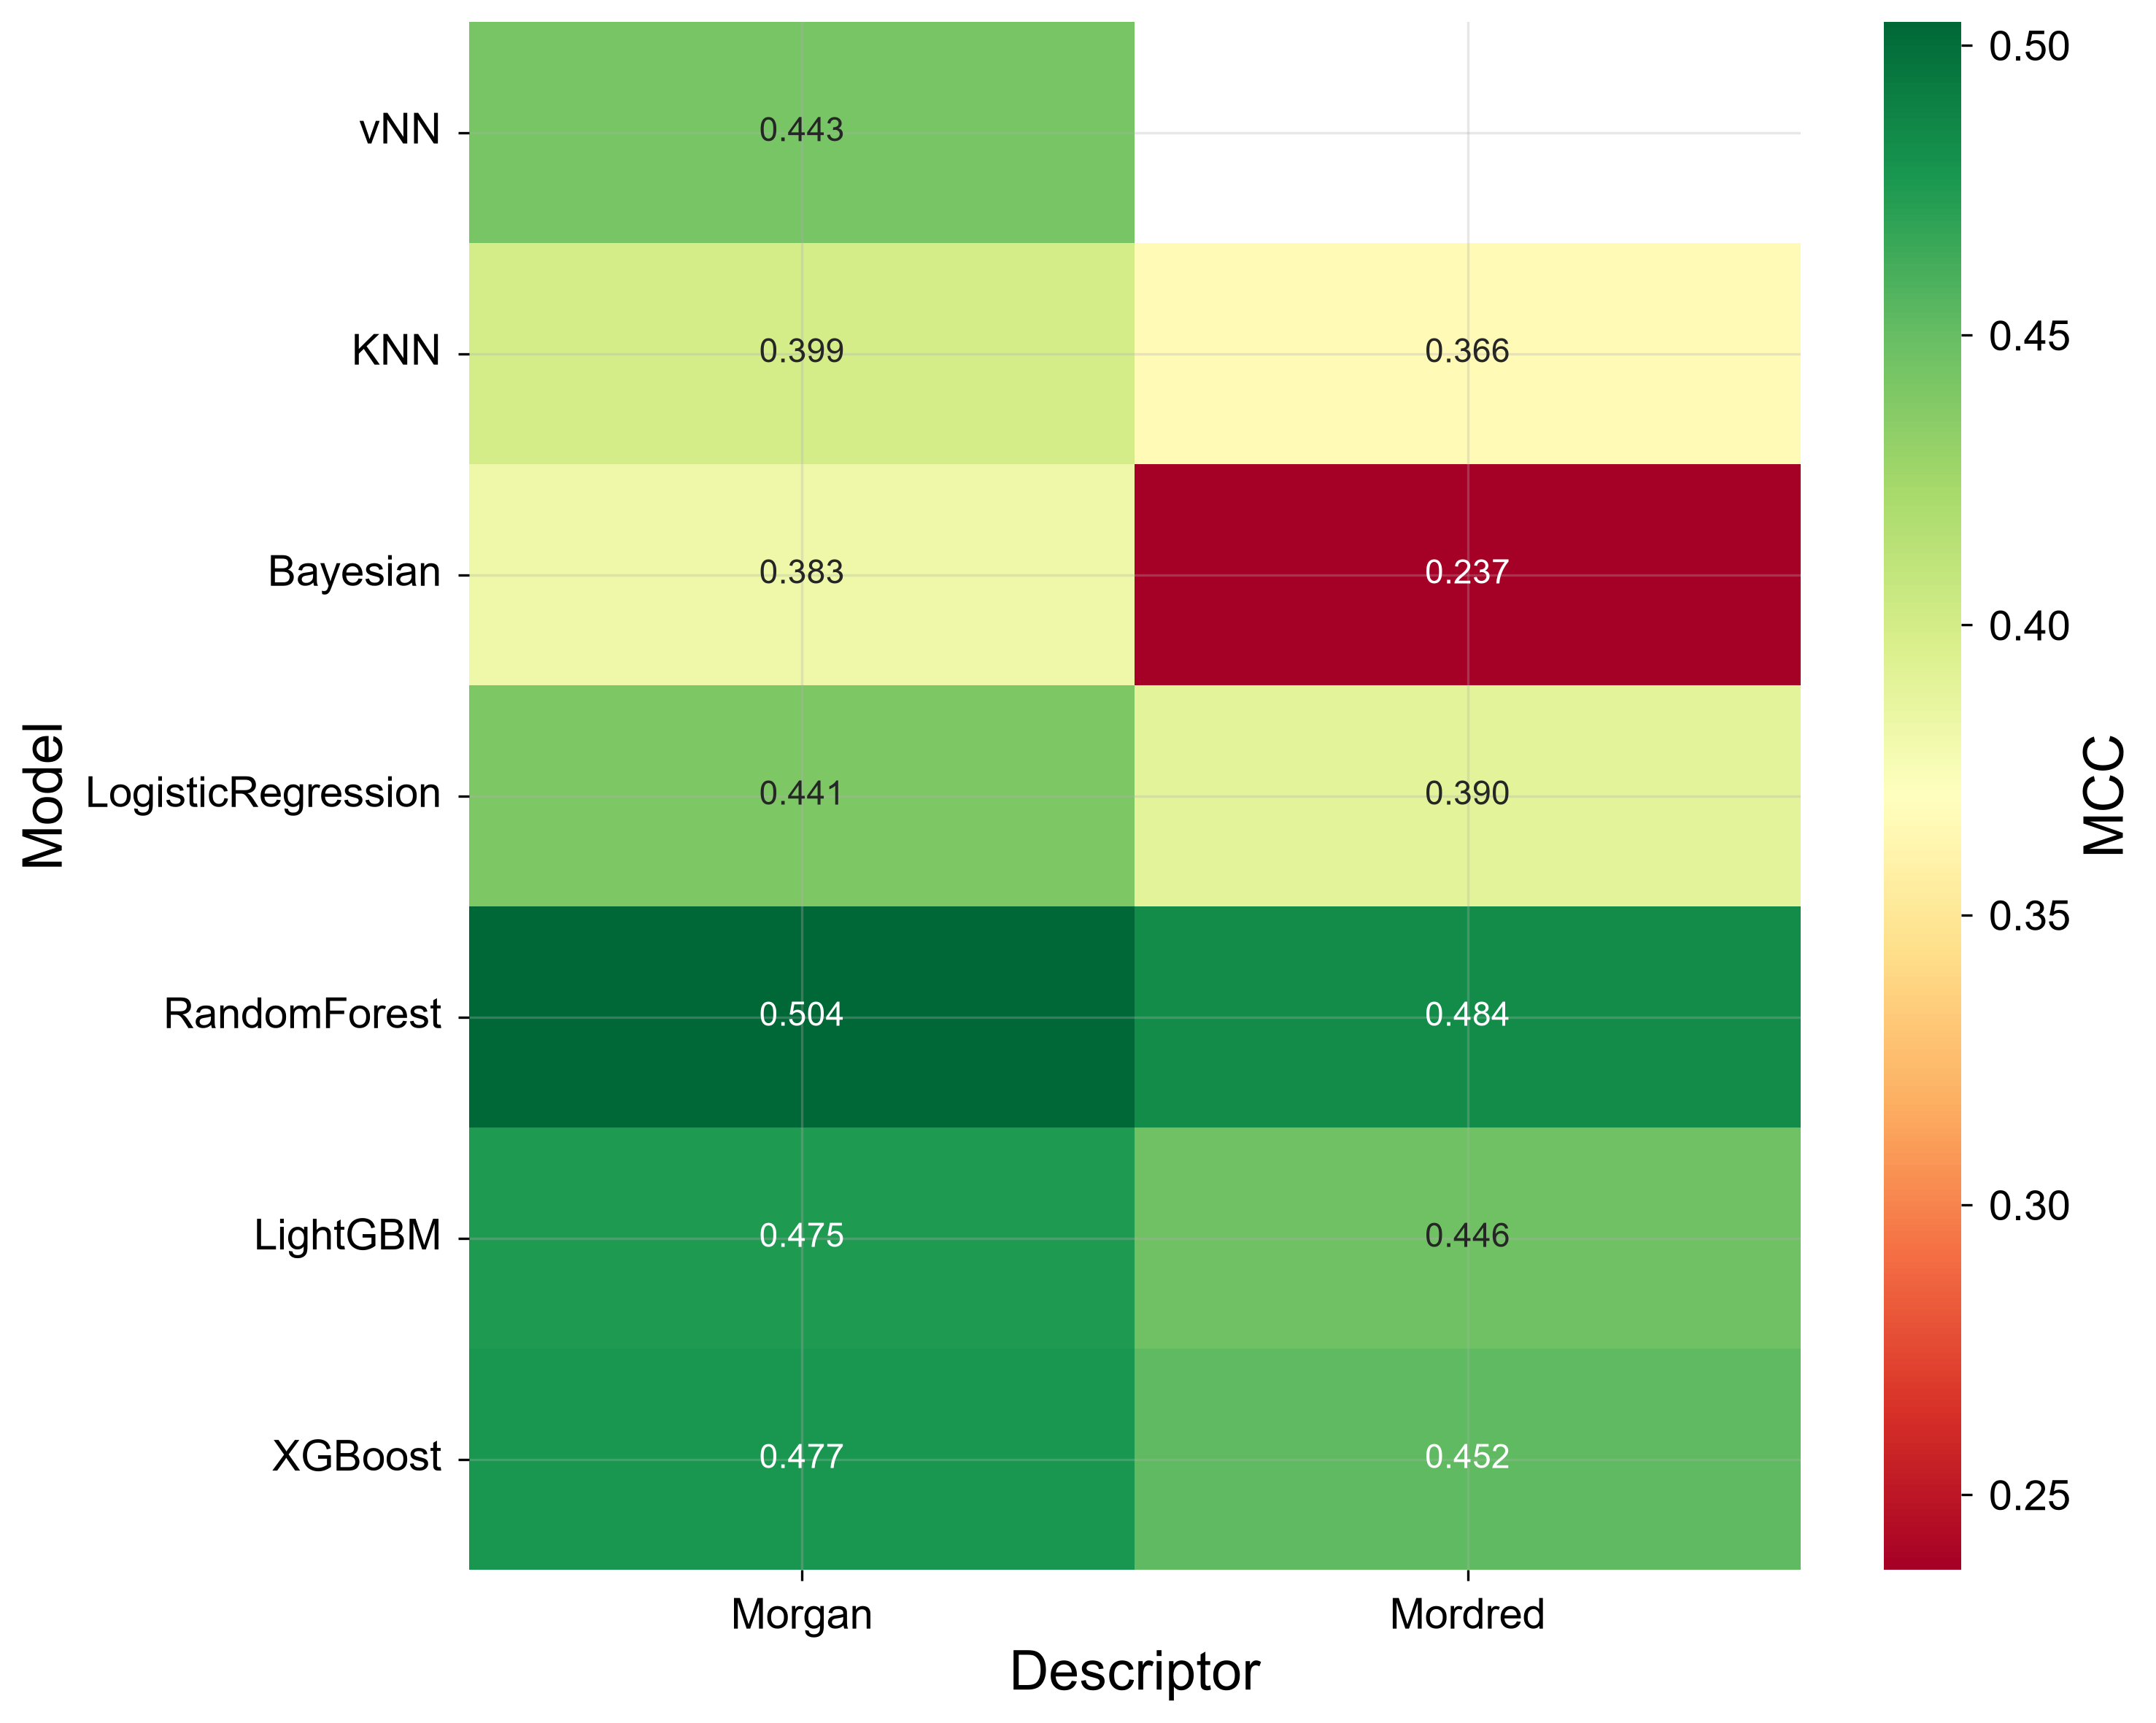 vNN 0.443
KNN 0.399 0.366
Bayesian 0.383 0.237
LogisticRegression 0.441 0.390
RandomForest 0.504 0.484
LightGBM 0.475 0.446
XGBoost 0.477 0.452
Morgan Mordred
Descriptor
Model
0.50
0.45
0.40
0.35
0.30
0.25
MCC